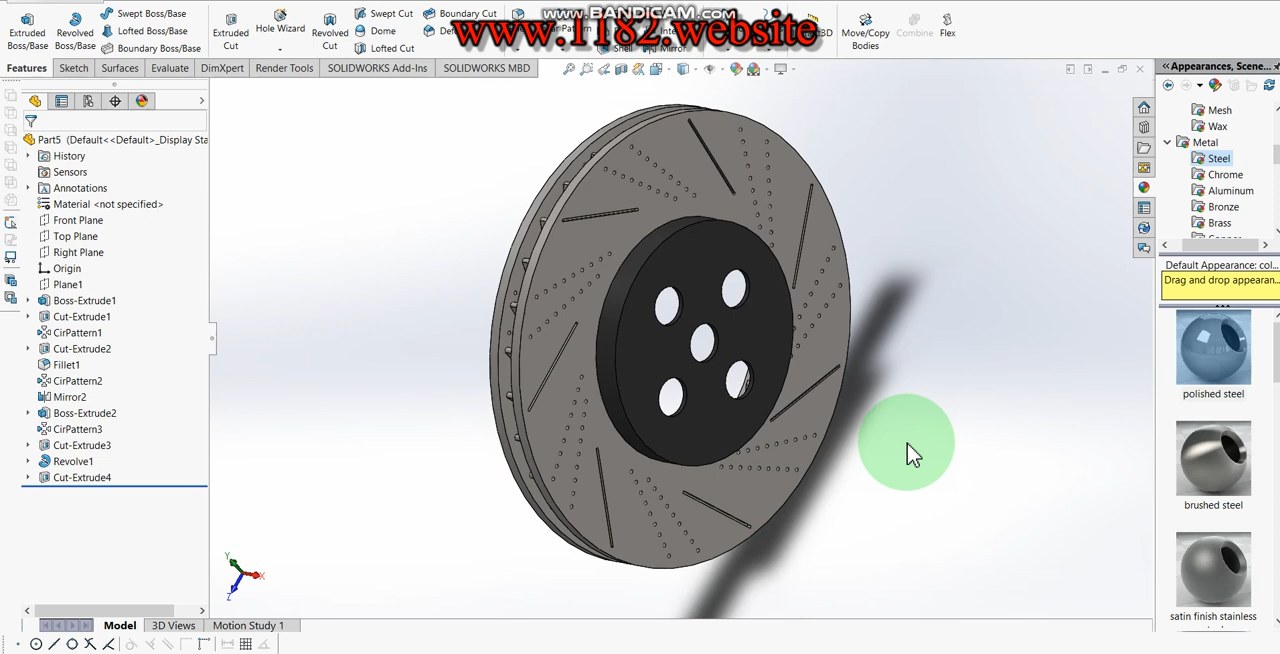 www.BANDICAM.com
www.1182.website
Extruded Boss/Base
Revolved Boss/Base
Swept Boss/Base
Lofted Boss/Base
Boundary Boss/Base
Extruded Cut
Hole Wizard
Revolved Cut
Swept Cut
Dome
Lofted Cut
Boundary Cut
Shell
Mirror
Move/Copy Bodies
Combine
Flex
Features
Sketch
Surfaces
Evaluate
DimXpert
Render Tools
SOLIDWORKS Add-Ins
SOLIDWORKS MBD
Part5 (Default<<Default>_Display Sta
History
Sensors
Annotations
Material <not specified>
Front Plane
Top Plane
Right Plane
Origin
Plane1
Boss-Extrude1
Cut-Extrude1
CirPattern1
Cut-Extrude2
Fillet1
CirPattern2
Mirror2
Boss-Extrude2
CirPattern3
Cut-Extrude3
Revolve1
Cut-Extrude4
Y
X
Z
Model
3D Views
Motion Study 1
Appearances, Scene...
Mesh
Wax
Metal
Steel
Chrome
Aluminum
Bronze
Brass
Default Appearance: col...
Drag and drop appearan...
polished steel
brushed steel
satin finish stainless